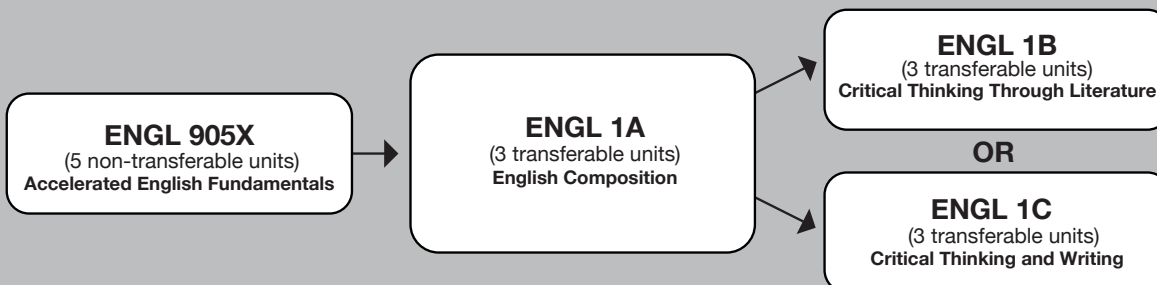 ENGL 905X
(5 non-transferable units)
Accelerated English Fundamentals
ENGL 1A
(3 transferable units)
English Composition
ENGL 1B
(3 transferable units)
Critical Thinking Through Literature
OR
ENGL 1C
(3 transferable units)
Critical Thinking and Writing